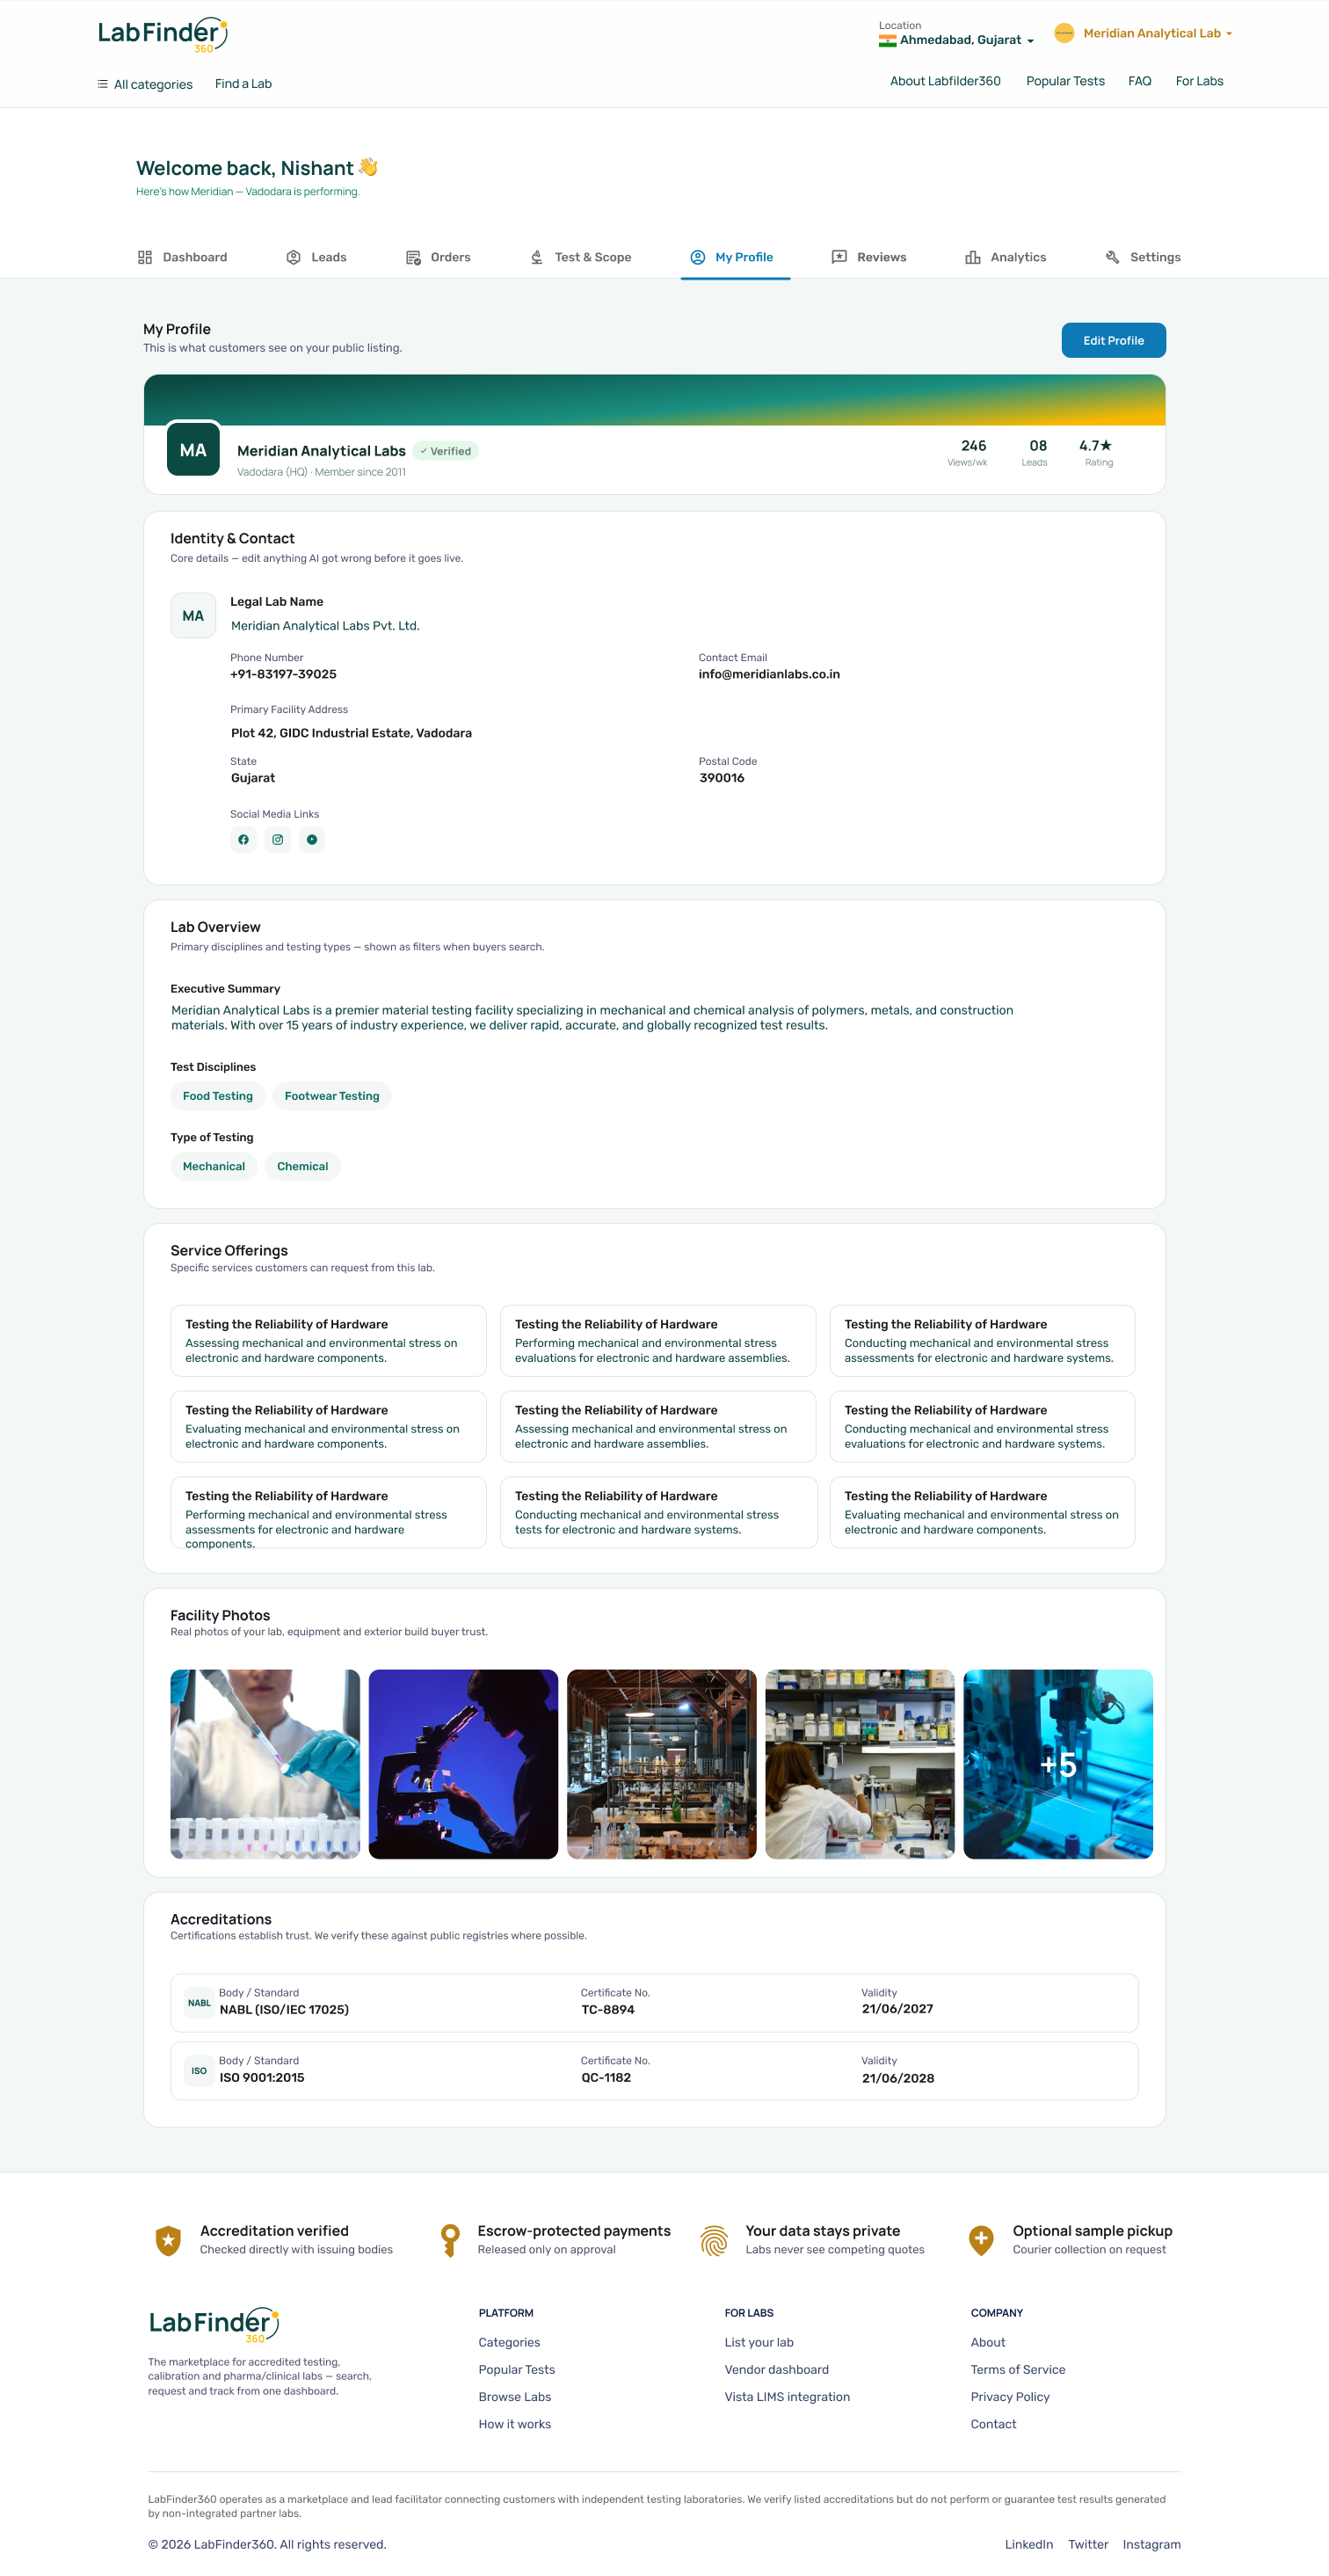 LabFinder
360
Location
Ahmedabad, Gujarat
Meridian Analytical Lab
All categories
Find a Lab
About Labfilder360
Popular Tests
FAQ
For Labs
Welcome back, Nishant 👋
Here's how Meridian — Vadodara is performing.
Dashboard
Leads
Orders
Test & Scope
My Profile
Reviews
Analytics
Settings
My Profile
This is what customers see on your public listing.
Edit Profile
MA
Meridian Analytical Labs
✓ Verified
Vadodara (HQ) · Member since 2011
246
Views/wk
08
Leads
4.7★
Rating
Identity & Contact
Core details — edit anything AI got wrong before it goes live.
MA
Legal Lab Name
Meridian Analytical Labs Pvt. Ltd.
Phone Number
+91-83197-39025
Contact Email
info@meridianlabs.co.in
Primary Facility Address
Plot 42, GIDC Industrial Estate, Vadodara
State
Gujarat
Postal Code
390016
Social Media Links
Lab Overview
Primary disciplines and testing types — shown as filters when buyers search.
Executive Summary
Meridian Analytical Labs is a premier material testing facility specializing in mechanical and chemical analysis of polymers, metals, and construction
materials. With over 15 years of industry experience, we deliver rapid, accurate, and globally recognized test results.
Test Disciplines
Food Testing
Footwear Testing
Type of Testing
Mechanical
Chemical
Service Offerings
Specific services customers can request from this lab.
Testing the Reliability of Hardware
Assessing mechanical and environmental stress on
electronic and hardware components.
Testing the Reliability of Hardware
Performing mechanical and environmental stress
evaluations for electronic and hardware assemblies.
Testing the Reliability of Hardware
Conducting mechanical and environmental stress
assessments for electronic and hardware systems.
Testing the Reliability of Hardware
Evaluating mechanical and environmental stress on
electronic and hardware components.
Testing the Reliability of Hardware
Assessing mechanical and environmental stress on
electronic and hardware assemblies.
Testing the Reliability of Hardware
Conducting mechanical and environmental stress
evaluations for electronic and hardware systems.
Testing the Reliability of Hardware
Performing mechanical and environmental stress
assessments for electronic and hardware
components.
Testing the Reliability of Hardware
Conducting mechanical and environmental stress
tests for electronic and hardware systems.
Testing the Reliability of Hardware
Evaluating mechanical and environmental stress on
electronic and hardware components.
Facility Photos
Real photos of your lab, equipment and exterior build buyer trust.
+5
Accreditations
Certifications establish trust. We verify these against public registries where possible.
NABL
Body / Standard
NABL (ISO/IEC 17025)
Certificate No.
TC-8894
Validity
21/06/2027
ISO
Body / Standard
ISO 9001:2015
Certificate No.
QC-1182
Validity
21/06/2028
Accreditation verified
Checked directly with issuing bodies
Escrow-protected payments
Released only on approval
Your data stays private
Labs never see competing quotes
Optional sample pickup
Courier collection on request
LabFinder
360
The marketplace for accredited testing,
calibration and pharma/clinical labs — search,
request and track from one dashboard.
PLATFORM
Categories
Popular Tests
Browse Labs
How it works
FOR LABS
List your lab
Vendor dashboard
Vista LIMS integration
COMPANY
About
Terms of Service
Privacy Policy
Contact
LabFinder360 operates as a marketplace and lead facilitator connecting customers with independent testing laboratories. We verify listed accreditations but do not perform or guarantee test results generated
by non-integrated partner labs.
© 2026 LabFinder360. All rights reserved.
LinkedIn
Twitter
Instagram